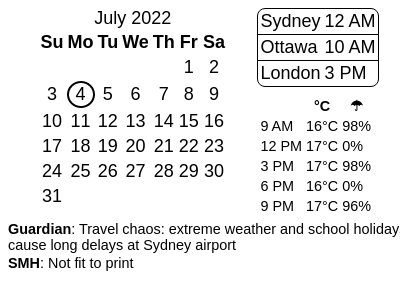 July 2022
Su Mo Tu We Th Fr Sa
1 2
3 4 5 6 7 8 9
10 11 12 13 14 15 16
17 18 19 20 21 22 23
24 25 26 27 28 29 30
31
Sydney 12 AM
Ottawa 10 AM
London 3 PM
°C ☂
9 AM 16°C 98%
12 PM 17°C 0%
3 PM 17°C 98%
6 PM 16°C 0%
9 PM 17°C 96%
Guardian: Travel chaos: extreme weather and school holiday
cause long delays at Sydney airport
SMH: Not fit to print